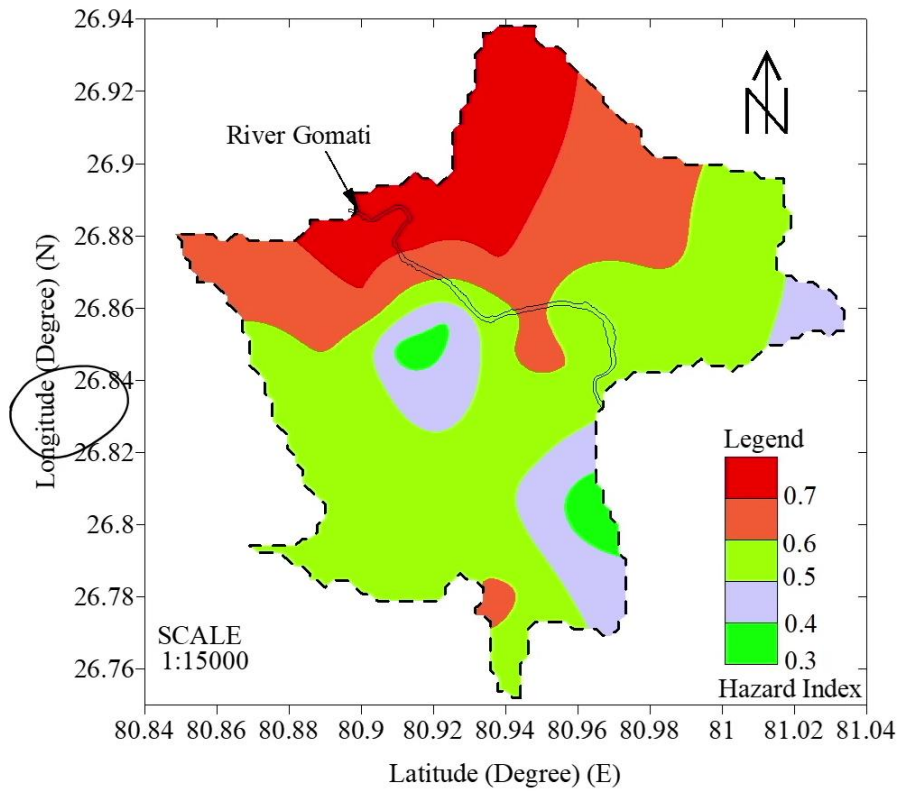 26.94
26.92
26.9
26.88
26.86
26.84
26.82
26.8
26.78
26.76
Longitude (Degree) (N)
River Gomati
N
Legend
0.7
0.6
0.5
0.4
0.3
Hazard Index
SCALE
1:15000
80.84 80.86 80.88 80.9 80.92 80.94 80.96 80.98 81 81.02 81.04
Latitude (Degree) (E)